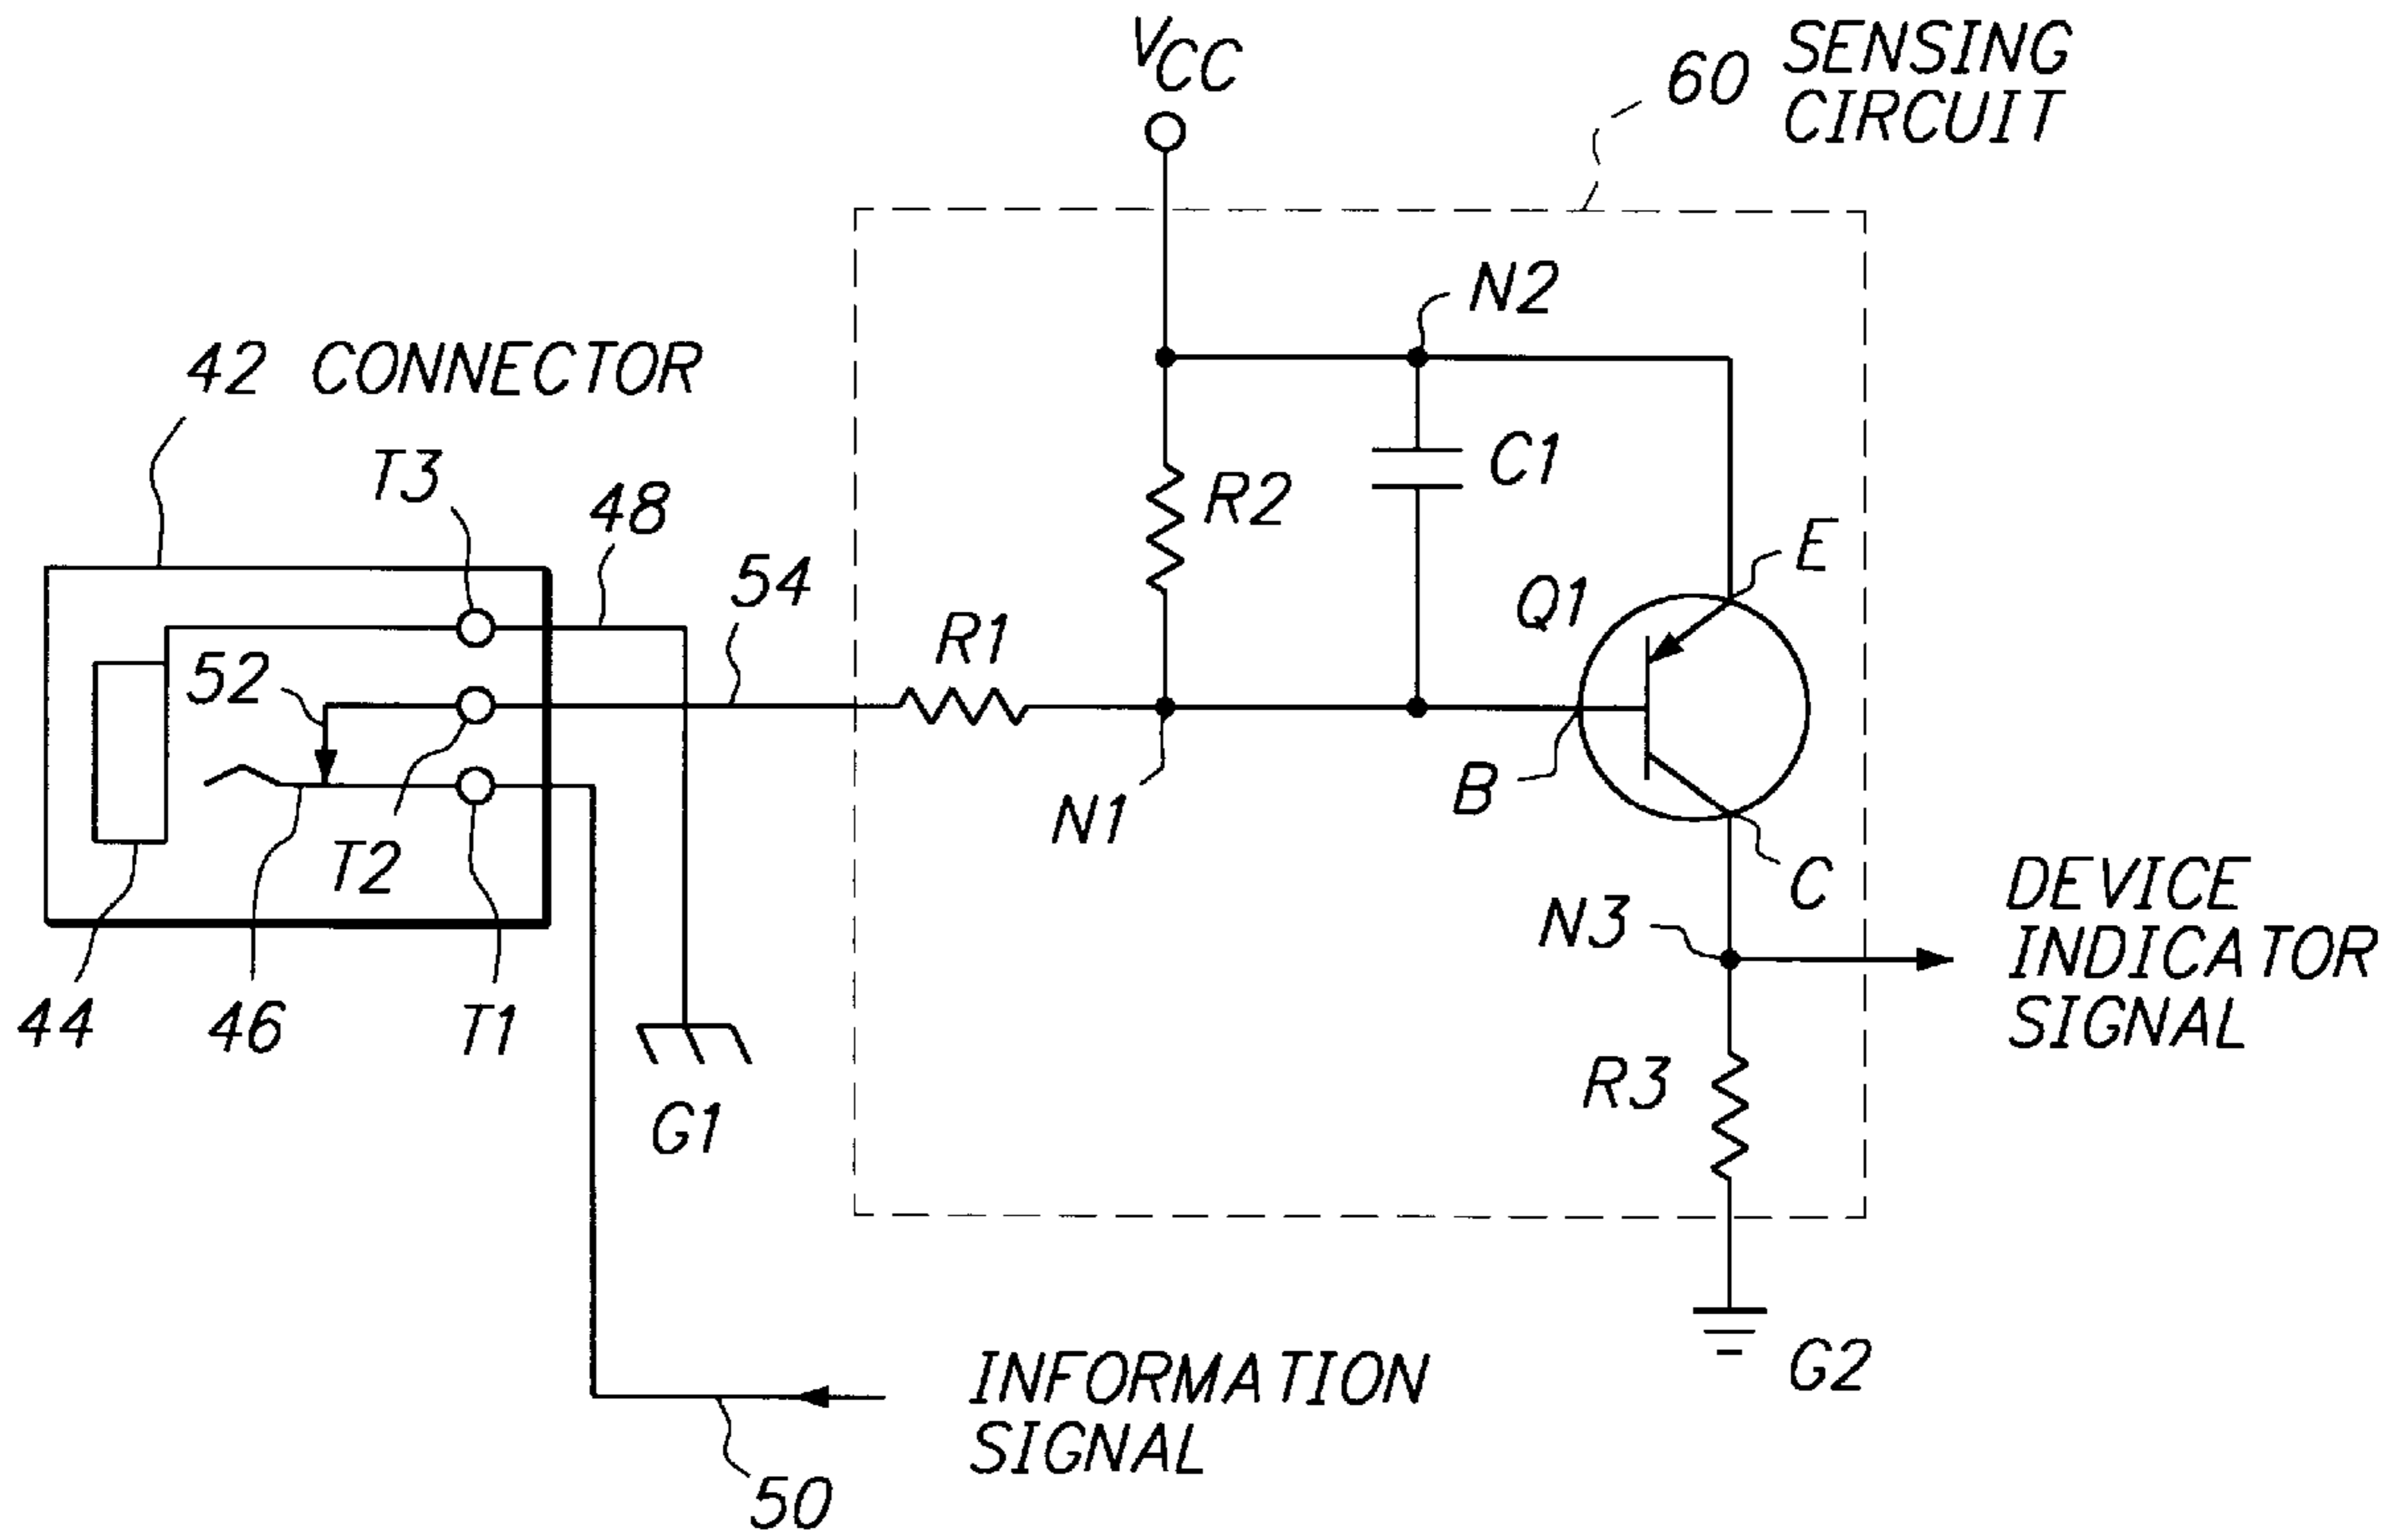 VCC
60 SENSING
CIRCUIT
N2
42 CONNECTOR
T3
48
R2
C1
54
E
Q1
R1
52
B
N1
T2
C
44
46
T1
N3
DEVICE
INDICATOR
SIGNAL
R3
G1
G2
INFORMATION
SIGNAL
50